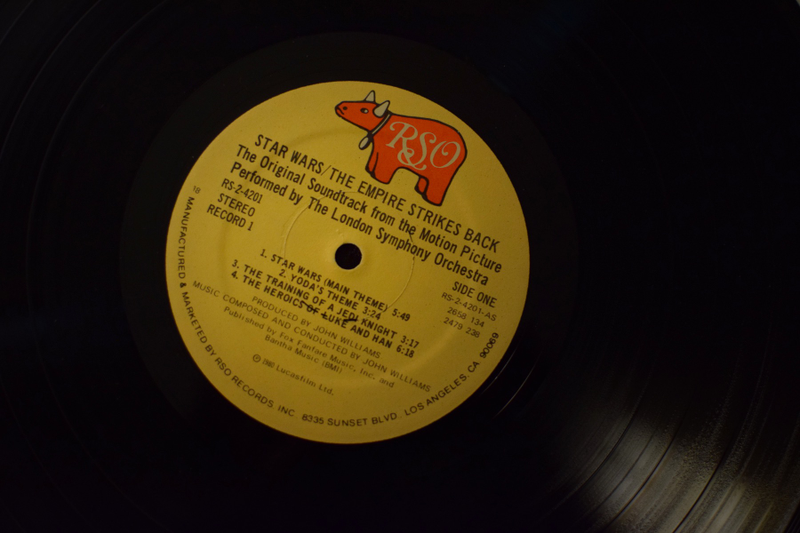 RSO
STAR WARS/THE EMPIRE STRIKES BACK
The Original Soundtrack from the Motion Picture
Performed by The London Symphony Orchestra
RS-2-4201
STEREO
RECORD 1
SIDE ONE
RS-2-4201-AS
2656 134
2479 238
1. STAR WARS (MAIN THEME) 5:49
2. YODA'S THEME 3:24
3. THE TRAINING OF A JEDI KNIGHT 3:17
4. THE HEROICS OF LUKE AND HAN 6:18
PRODUCED BY JOHN WILLIAMS
MUSIC COMPOSED AND CONDUCTED BY JOHN WILLIAMS
Published by Fox Fanfare Music, Inc. and
Bantha Music (BMI)
Ⓟ 1980 Lucasfilm Ltd.
18
MANUFACTURED & MARKETED BY RSO RECORDS, INC. 8335 SUNSET BLVD. LOS ANGELES, CA 90069